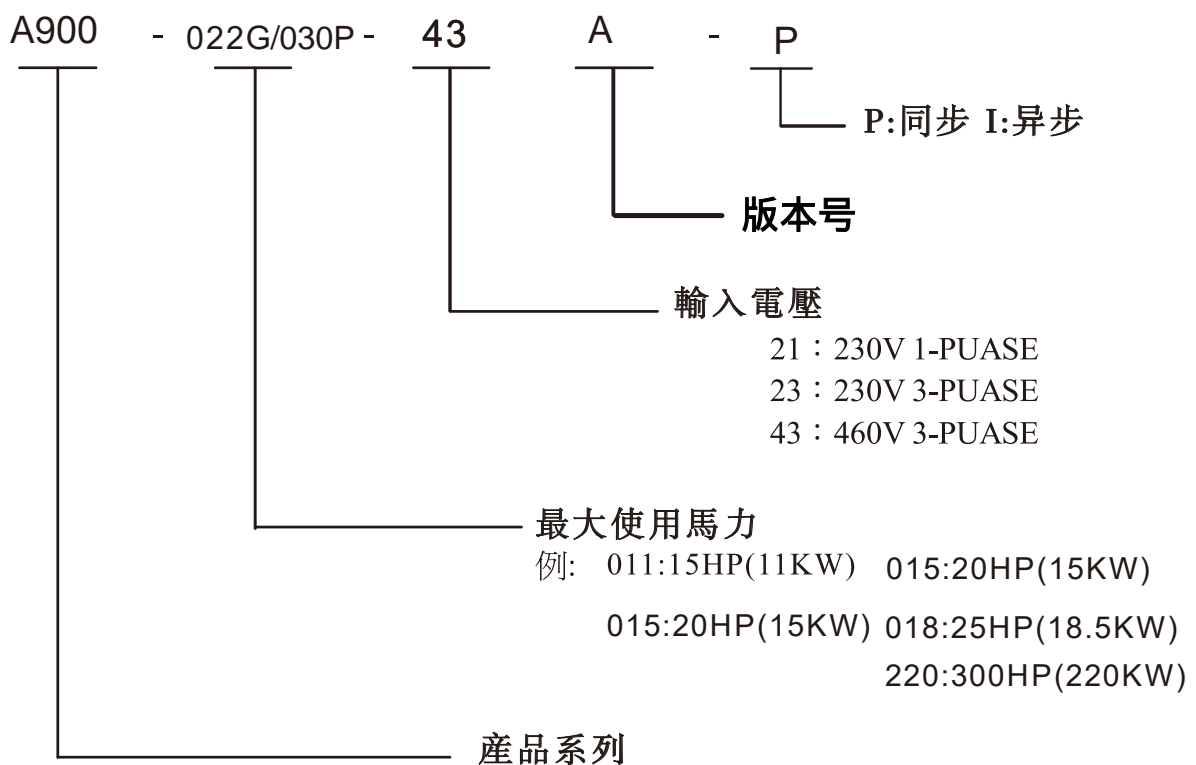 A900 - 022G/030P - 43 A - P
P:同步 I:异步
版本号
輸入電壓
21：230V 1-PUASE
23：230V 3-PUASE
43：460V 3-PUASE
最大使用馬力
例: 011:15HP(11KW) 015:20HP(15KW)
015:20HP(15KW) 018:25HP(18.5KW)
220:300HP(220KW)
産品系列